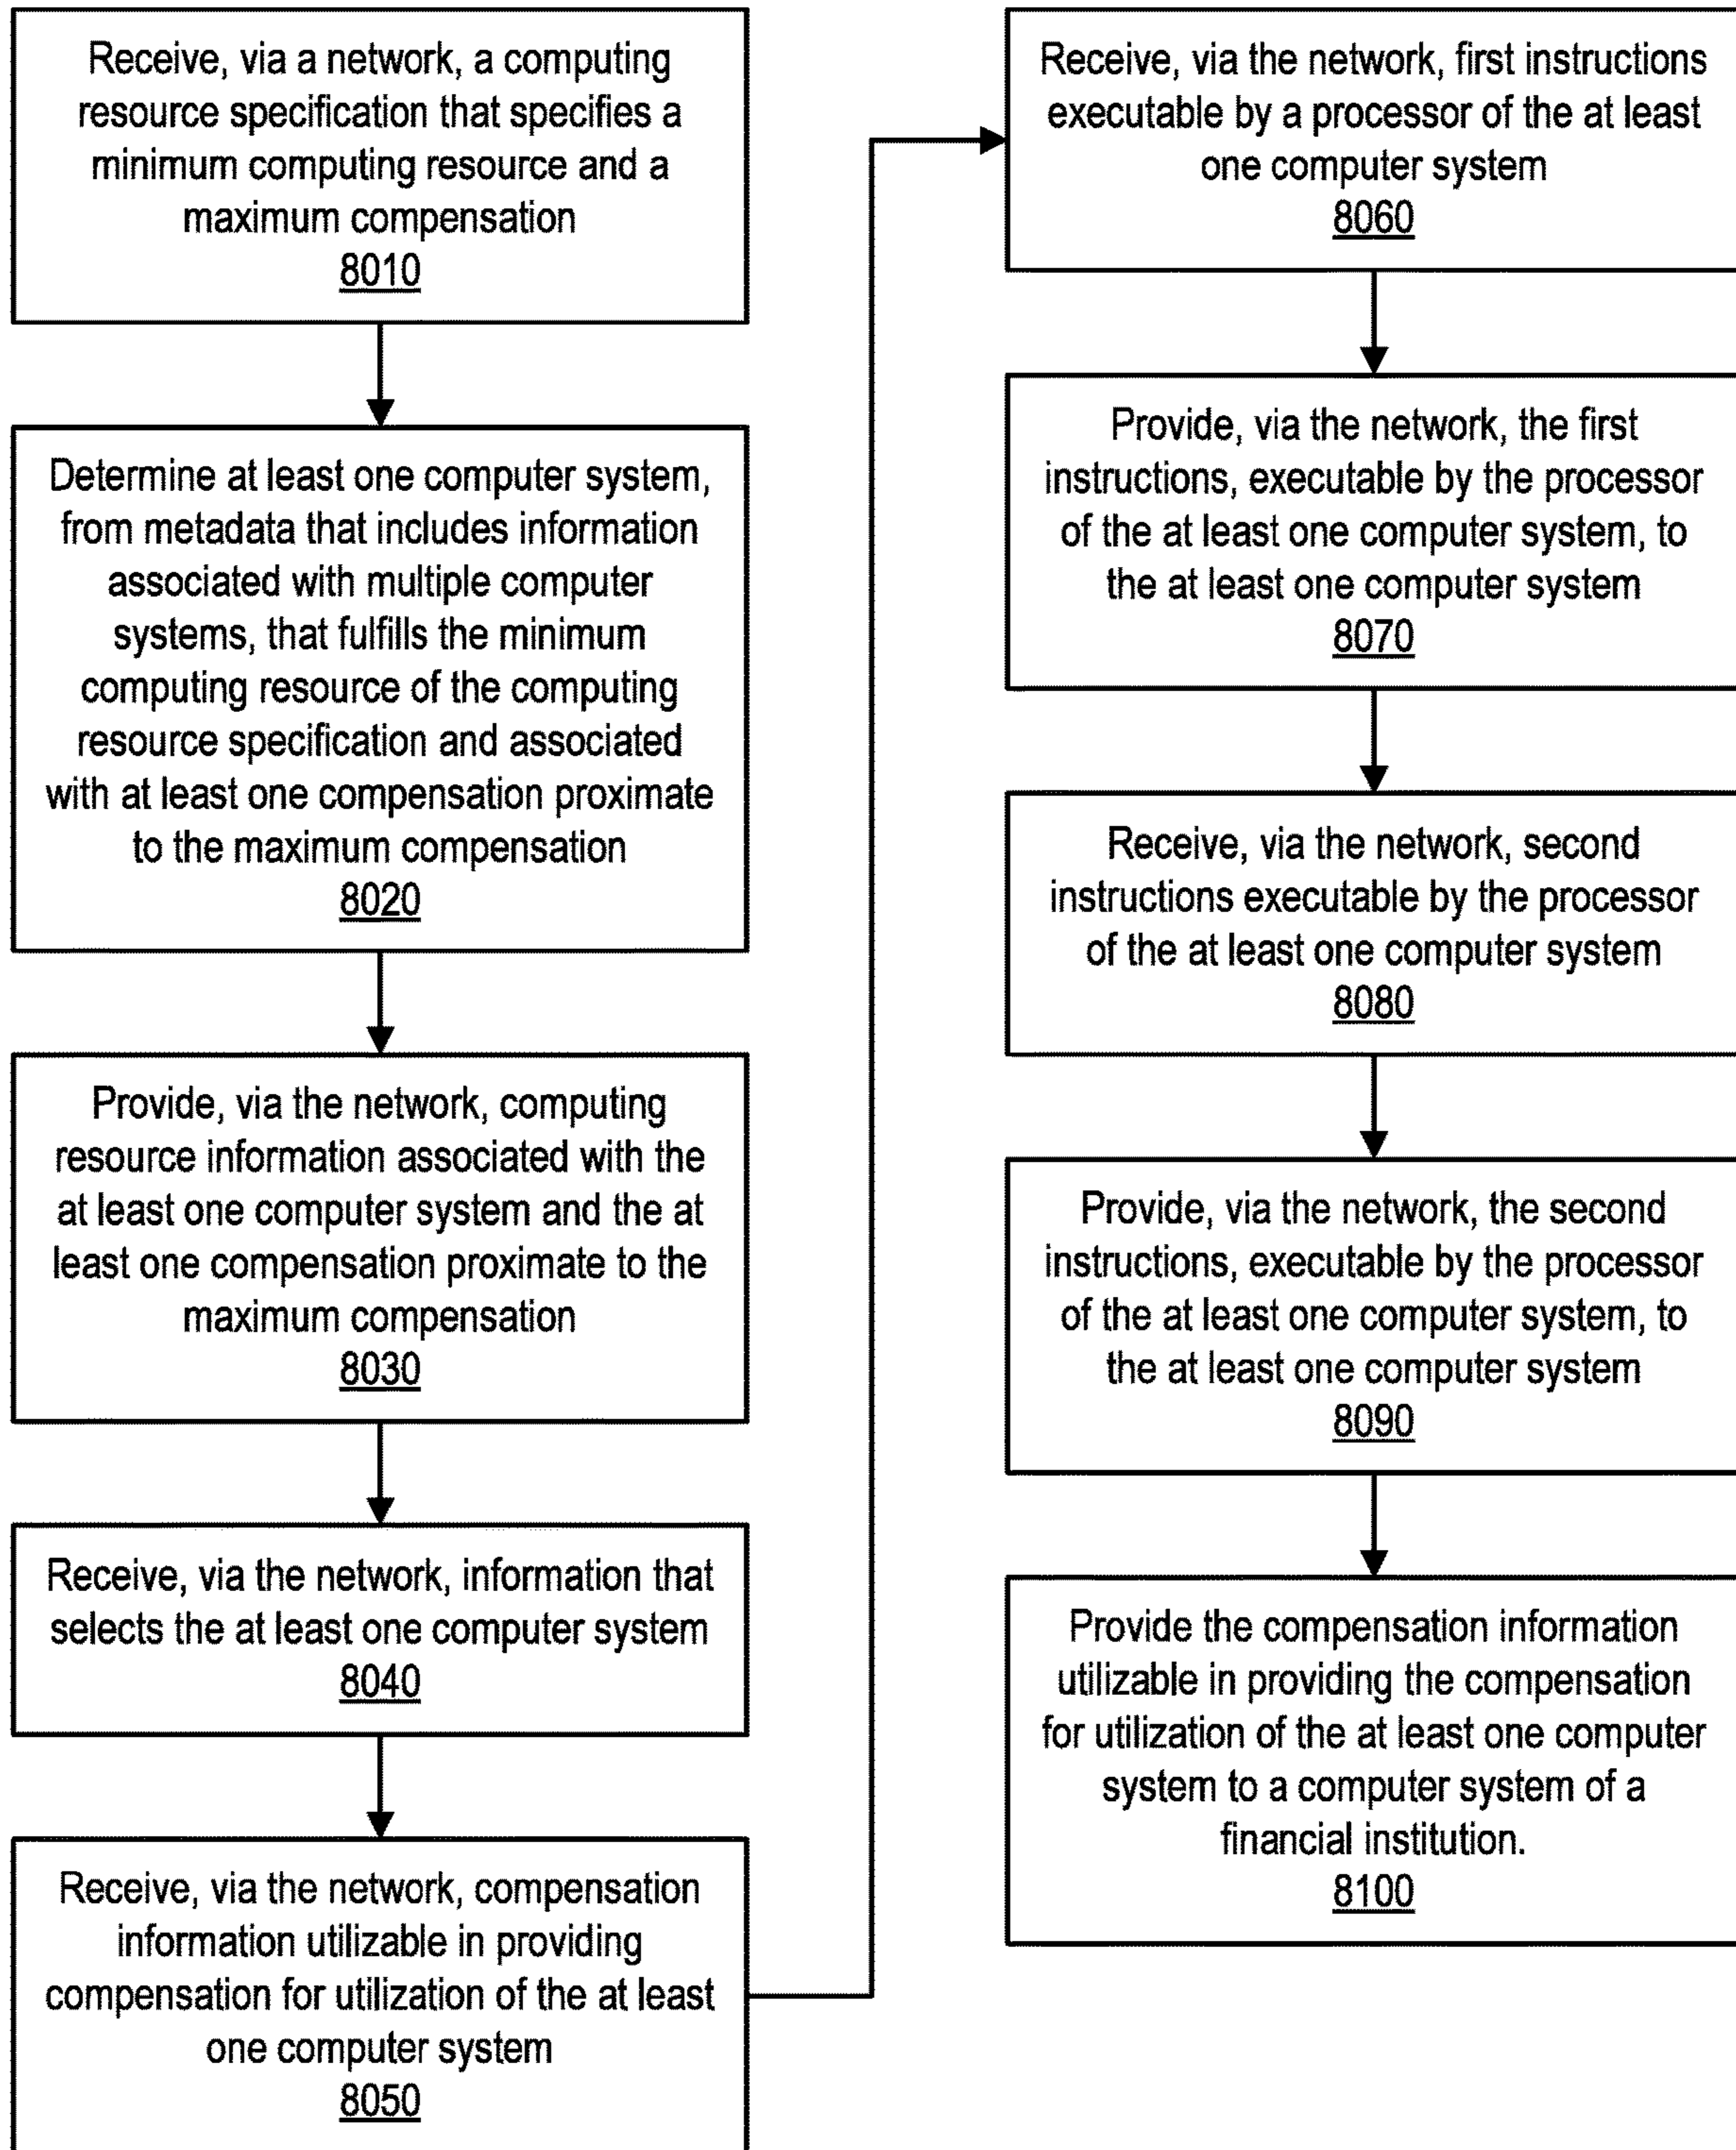 Receive, via a network, a computing
resource specification that specifies a
minimum computing resource and a
maximum compensation
8010
Determine at least one computer system,
from metadata that includes information
associated with multiple computer
systems, that fulfills the minimum
computing resource of the computing
resource specification and associated
with at least one compensation proximate
to the maximum compensation
8020
Provide, via the network, computing
resource information associated with the
at least one computer system and the at
least one compensation proximate to the
maximum compensation
8030
Receive, via the network, information that
selects the at least one computer system
8040
Receive, via the network, compensation
information utilizable in providing
compensation for utilization of the at least
one computer system
8050
Receive, via the network, first instructions
executable by a processor of the at least
one computer system
8060
Provide, via the network, the first
instructions, executable by the processor
of the at least one computer system, to
the at least one computer system
8070
Receive, via the network, second
instructions executable by the processor
of the at least one computer system
8080
Provide, via the network, the second
instructions, executable by the processor
of the at least one computer system, to
the at least one computer system
8090
Provide the compensation information
utilizable in providing the compensation
for utilization of the at least one computer
system to a computer system of a
financial institution.
8100